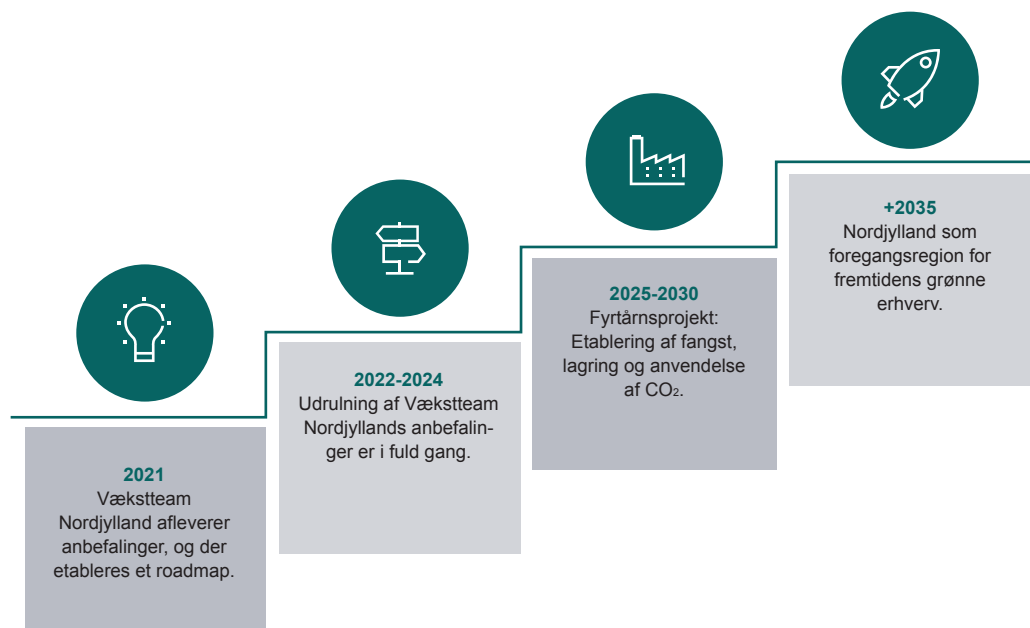 2021
Vækstteam
Nordjylland afleverer
anbefalinger, og der
etableres et roadmap.
2022-2024
Udrulning af Vækstteam
Nordjyllands anbefalin-
ger er i fuld gang.
2025-2030
Fyrtårnsprojekt:
Etablering af fangst,
lagring og anvendelse
af CO₂.
+2035
Nordjylland som
foregangsregion for
fremtidens grønne
erhverv.